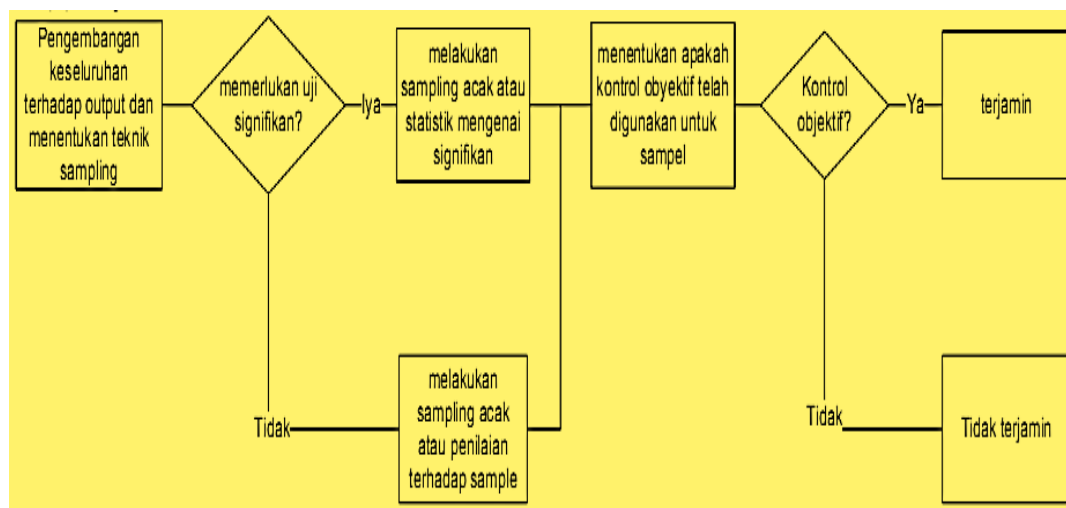 Pengembangan
keseluruhan
terhadap output dan
menentukan teknik
sampling
memerlukan uji
signifikan?
Iya
melakukan
sampling acak atau
statistik mengenai
signifikan
menentukan apakah
kontrol obyektif telah
digunakan untuk
sampel
Kontrol
objektif?
Ya
terjamin
Tidak
melakukan
sampling acak
atau penilaian
terhadap sample
Tidak
Tidak terjamin